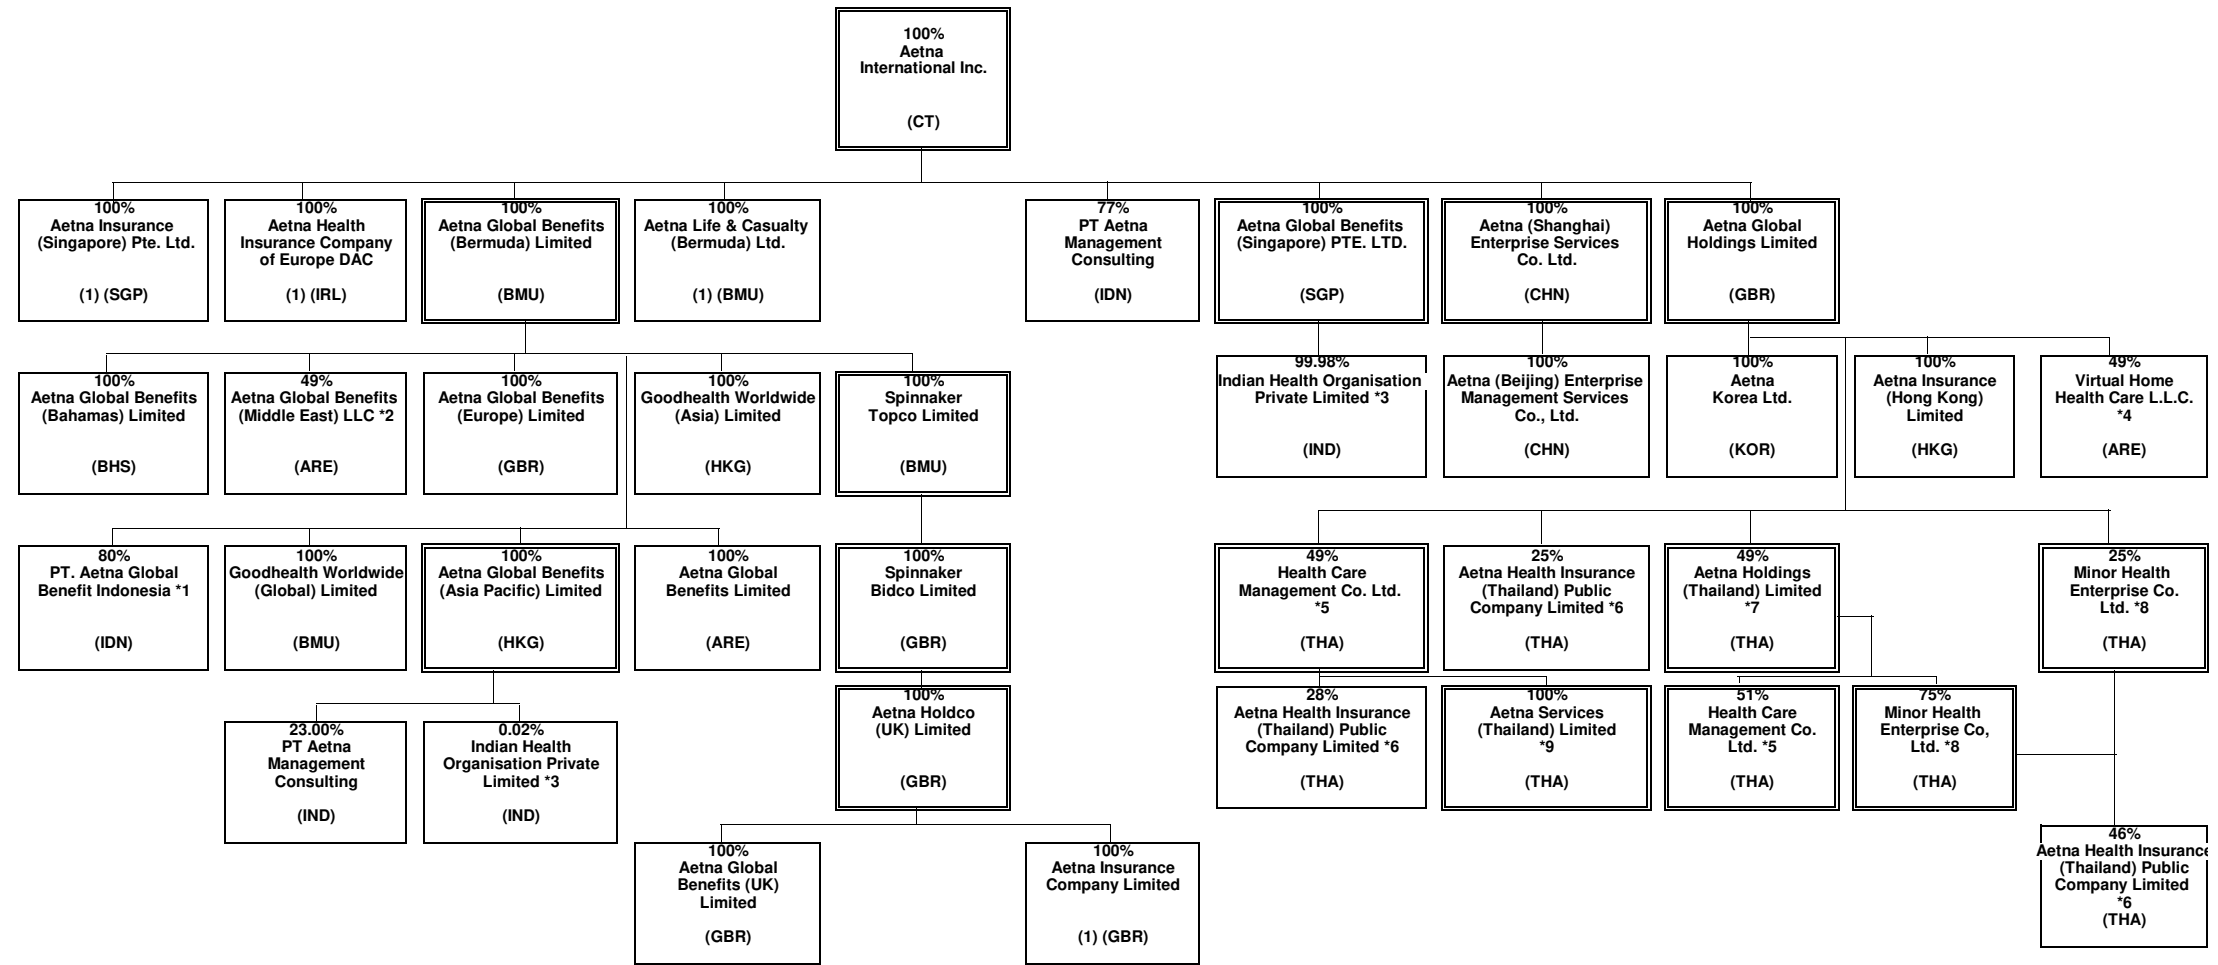 100%
Aetna
International Inc.
(CT)
100%
Aetna Insurance
(Singapore) Pte. Ltd.
(1) (SGP)
100%
Aetna Health
Insurance Company
of Europe DAC
(1) (IRL)
100%
Aetna Global Benefits
(Bermuda) Limited
(BMU)
100%
Aetna Life & Casualty
(Bermuda) Ltd.
(1) (BMU)
77%
PT Aetna
Management
Consulting
(IDN)
100%
Aetna Global Benefits
(Singapore) PTE. LTD.
(SGP)
100%
Aetna (Shanghai)
Enterprise Services
Co. Ltd.
(CHN)
100%
Aetna Global
Holdings Limited
(GBR)
100%
Aetna Global Benefits
(Bahamas) Limited
(BHS)
49%
Aetna Global Benefits
(Middle East) LLC *2
(ARE)
100%
Aetna Global Benefits
(Europe) Limited
(GBR)
100%
Goodhealth Worldwide
(Asia) Limited
(HKG)
100%
Spinnaker
Topco Limited
(BMU)
99.98%
Indian Health Organisation
Private Limited *3
(IND)
100%
Aetna (Beijing) Enterprise
Management Services
Co., Ltd.
(CHN)
100%
Aetna
Korea Ltd.
(KOR)
100%
Aetna Insurance
(Hong Kong)
Limited
(HKG)
49%
Virtual Home
Health Care L.L.C.
*4
(ARE)
80%
PT. Aetna Global
Benefit Indonesia *1
(IDN)
100%
Goodhealth Worldwide
(Global) Limited
(BMU)
100%
Aetna Global Benefits
(Asia Pacific) Limited
(HKG)
100%
Aetna Global
Benefits Limited
(ARE)
100%
Spinnaker
Bidco Limited
(GBR)
49%
Health Care
Management Co. Ltd.
*5
(THA)
25%
Aetna Health Insurance
(Thailand) Public
Company Limited *6
(THA)
49%
Aetna Holdings
(Thailand) Limited
*7
(THA)
25%
Minor Health
Enterprise Co.
Ltd. *8
(THA)
23.00%
PT Aetna
Management
Consulting
(IND)
0.02%
Indian Health
Organisation Private
Limited *3
(IND)
100%
Aetna Holdco
(UK) Limited
(GBR)
28%
Aetna Health Insurance
(Thailand) Public
Company Limited *6
(THA)
100%
Aetna Services
(Thailand) Limited
*9
(THA)
51%
Health Care
Management Co.
Ltd. *5
(THA)
75%
Minor Health
Enterprise Co,
Ltd. *8
(THA)
100%
Aetna Global
Benefits (UK)
Limited
(GBR)
100%
Aetna Insurance
Company Limited
(1) (GBR)
46%
Aetna Health Insurance
(Thailand) Public
Company Limited
*6
(THA)